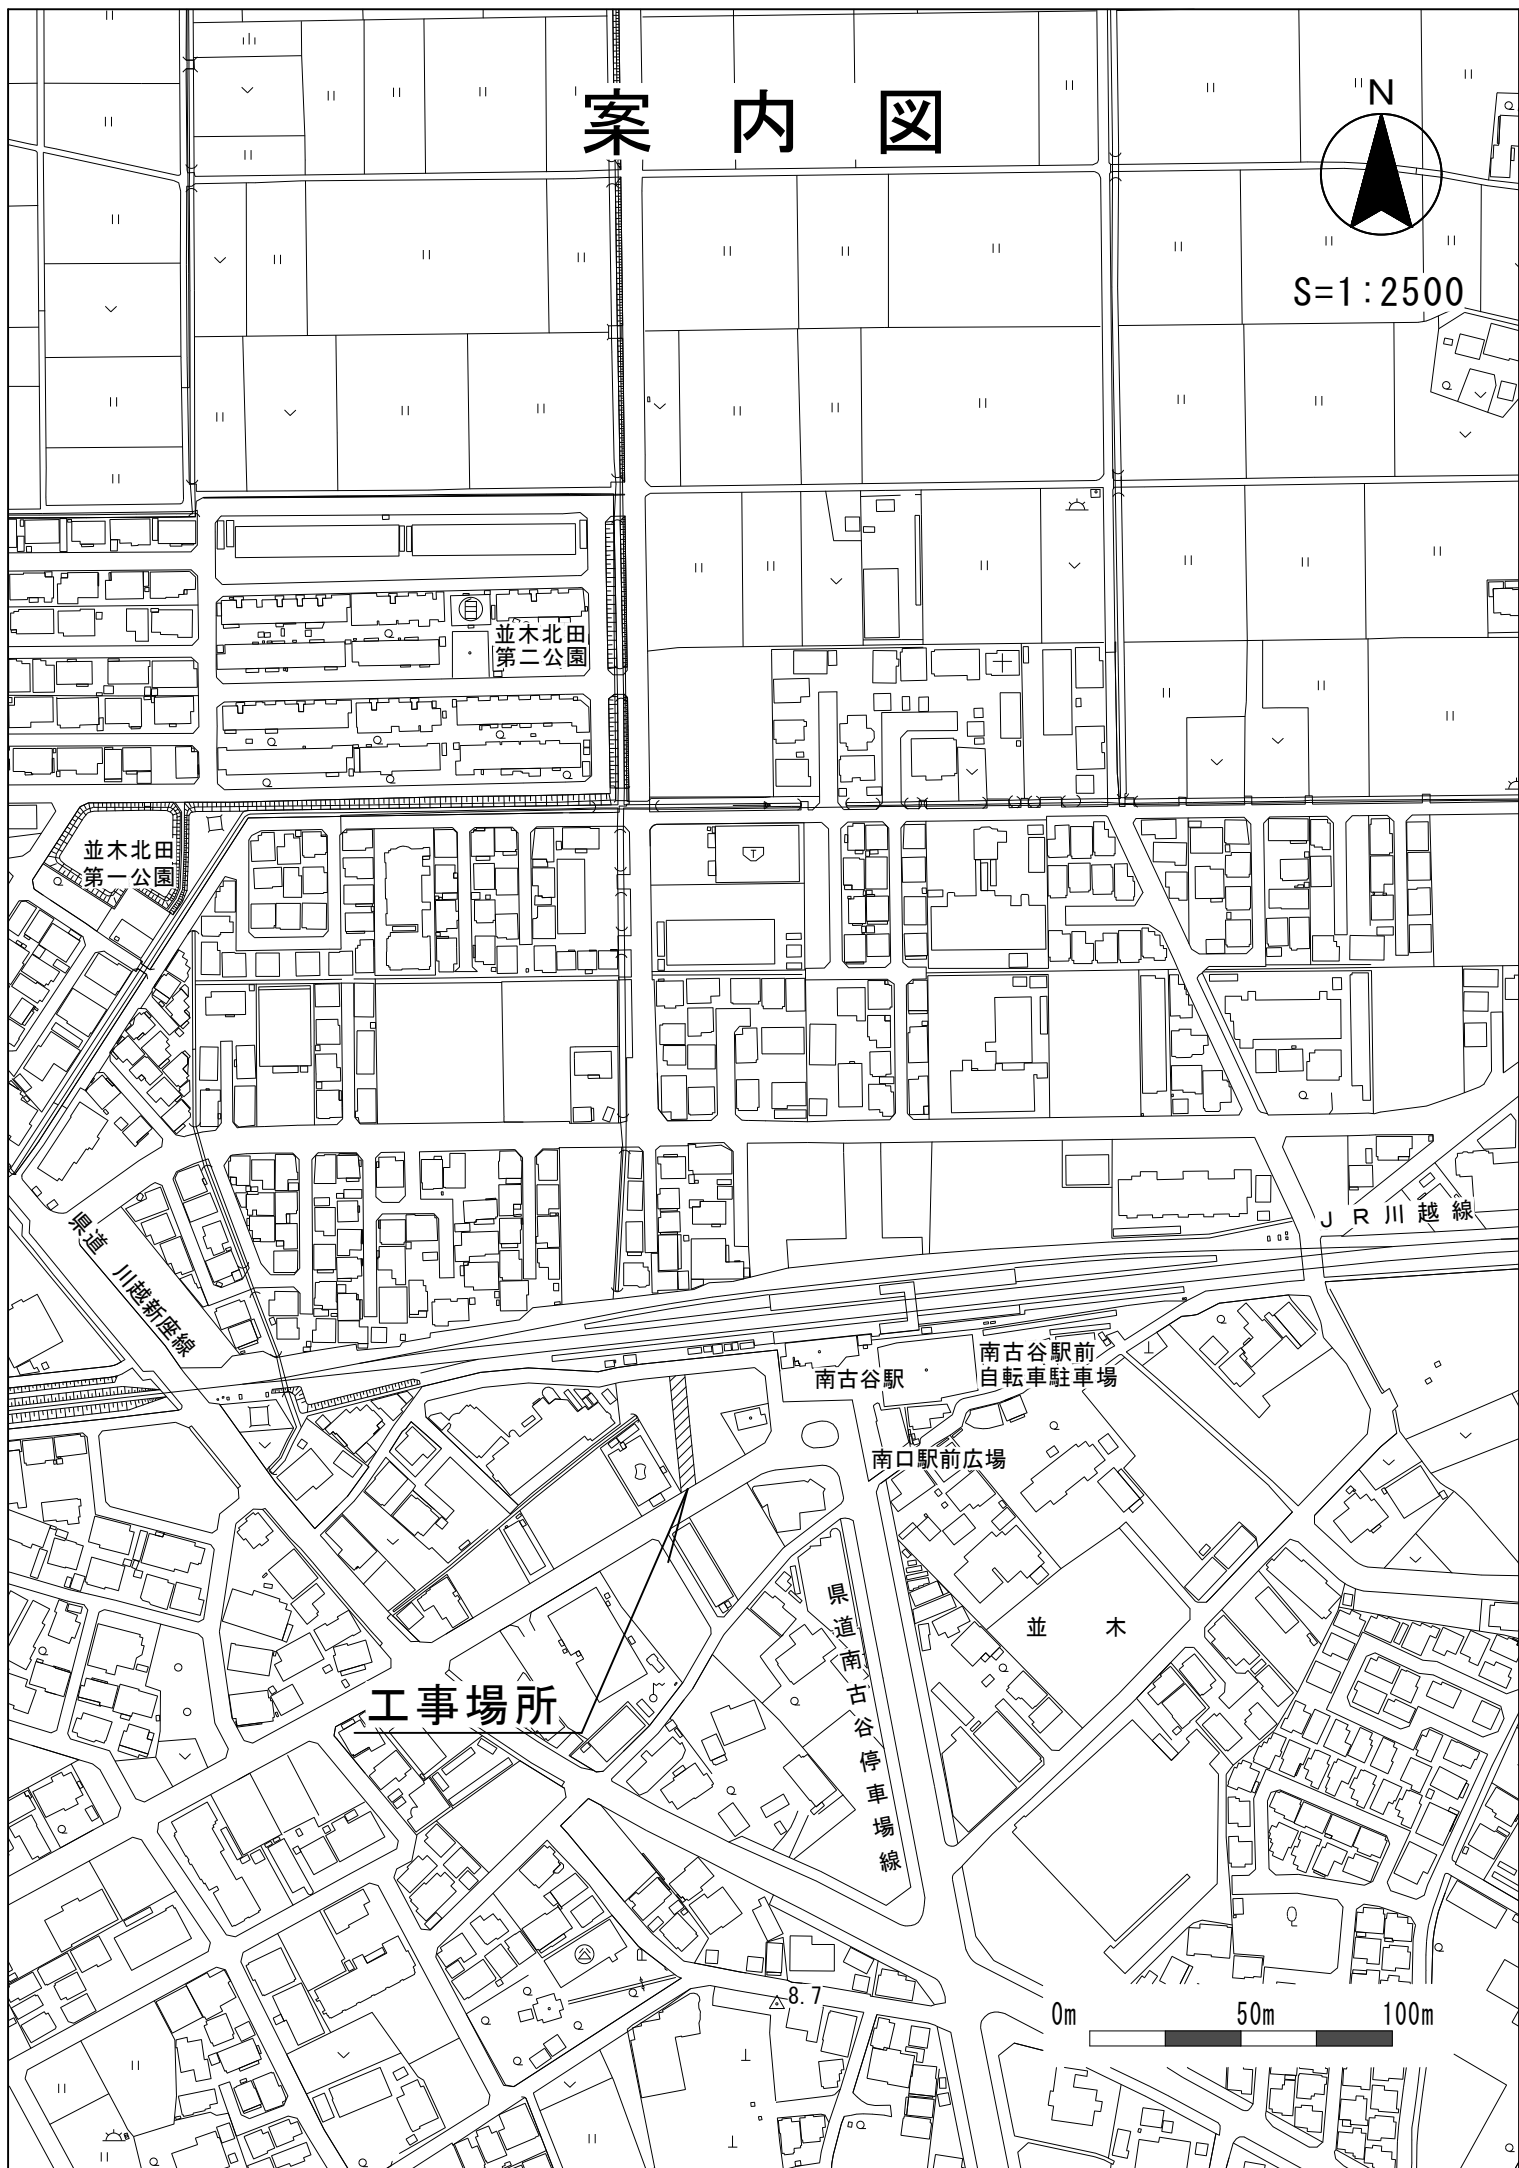 案内図
N
S=1:2500
並木北田
第二公園
並木北田
第一公園
JR川越線
県道 川越新座線
南古谷駅
南古谷駅前
自転車駐車場
南口駅前広場
県道南古谷停車場線
並木
工事場所
8.7
0m 50m 100m